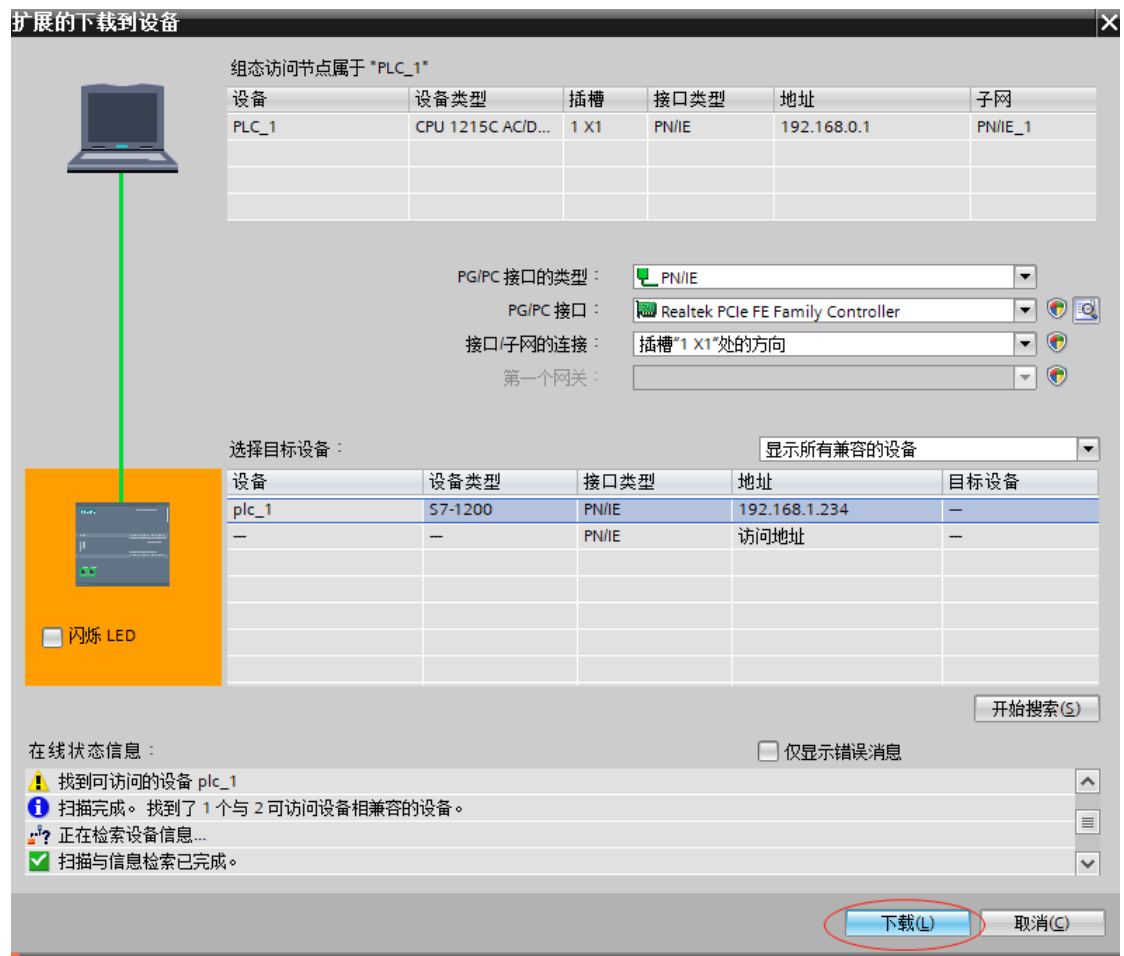 扩展的下载到设备
组态访问节点属于 "PLC_1"
设备 设备类型 插槽 接口类型 地址 子网
PLC_1 CPU 1215C AC/D... 1 X1 PN/IE 192.168.0.1 PN/IE_1
PG/PC 接口的类型： PN/IE
PG/PC 接口： Realtek PCIe FE Family Controller
接口/子网的连接： 插槽"1 X1"处的方向
第一个网关：
选择目标设备： 显示所有兼容的设备
设备 设备类型 接口类型 地址 目标设备
plc_1 S7-1200 PN/IE 192.168.1.234 —
— — PN/IE 访问地址 —
闪烁 LED
开始搜索(S)
在线状态信息： 仅显示错误消息
找到可访问的设备 plc_1
扫描完成。 找到了 1 个与 2 可访问设备相兼容的设备。
正在检索设备信息...
扫描与信息检索已完成。
下载(L) 取消(C)